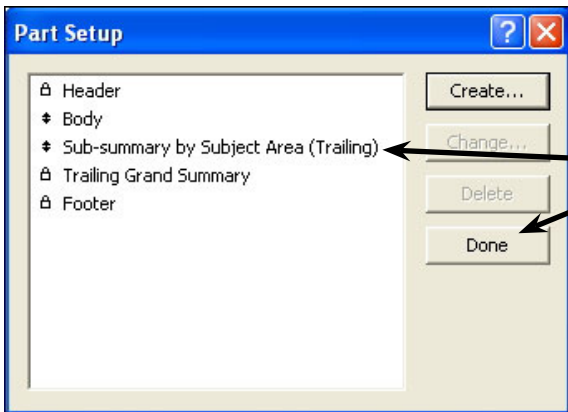 Part Setup
?
Header
Body
Sub-summary by Subject Area (Trailing)
Trailing Grand Summary
Footer
Create...
Change...
Delete
Done